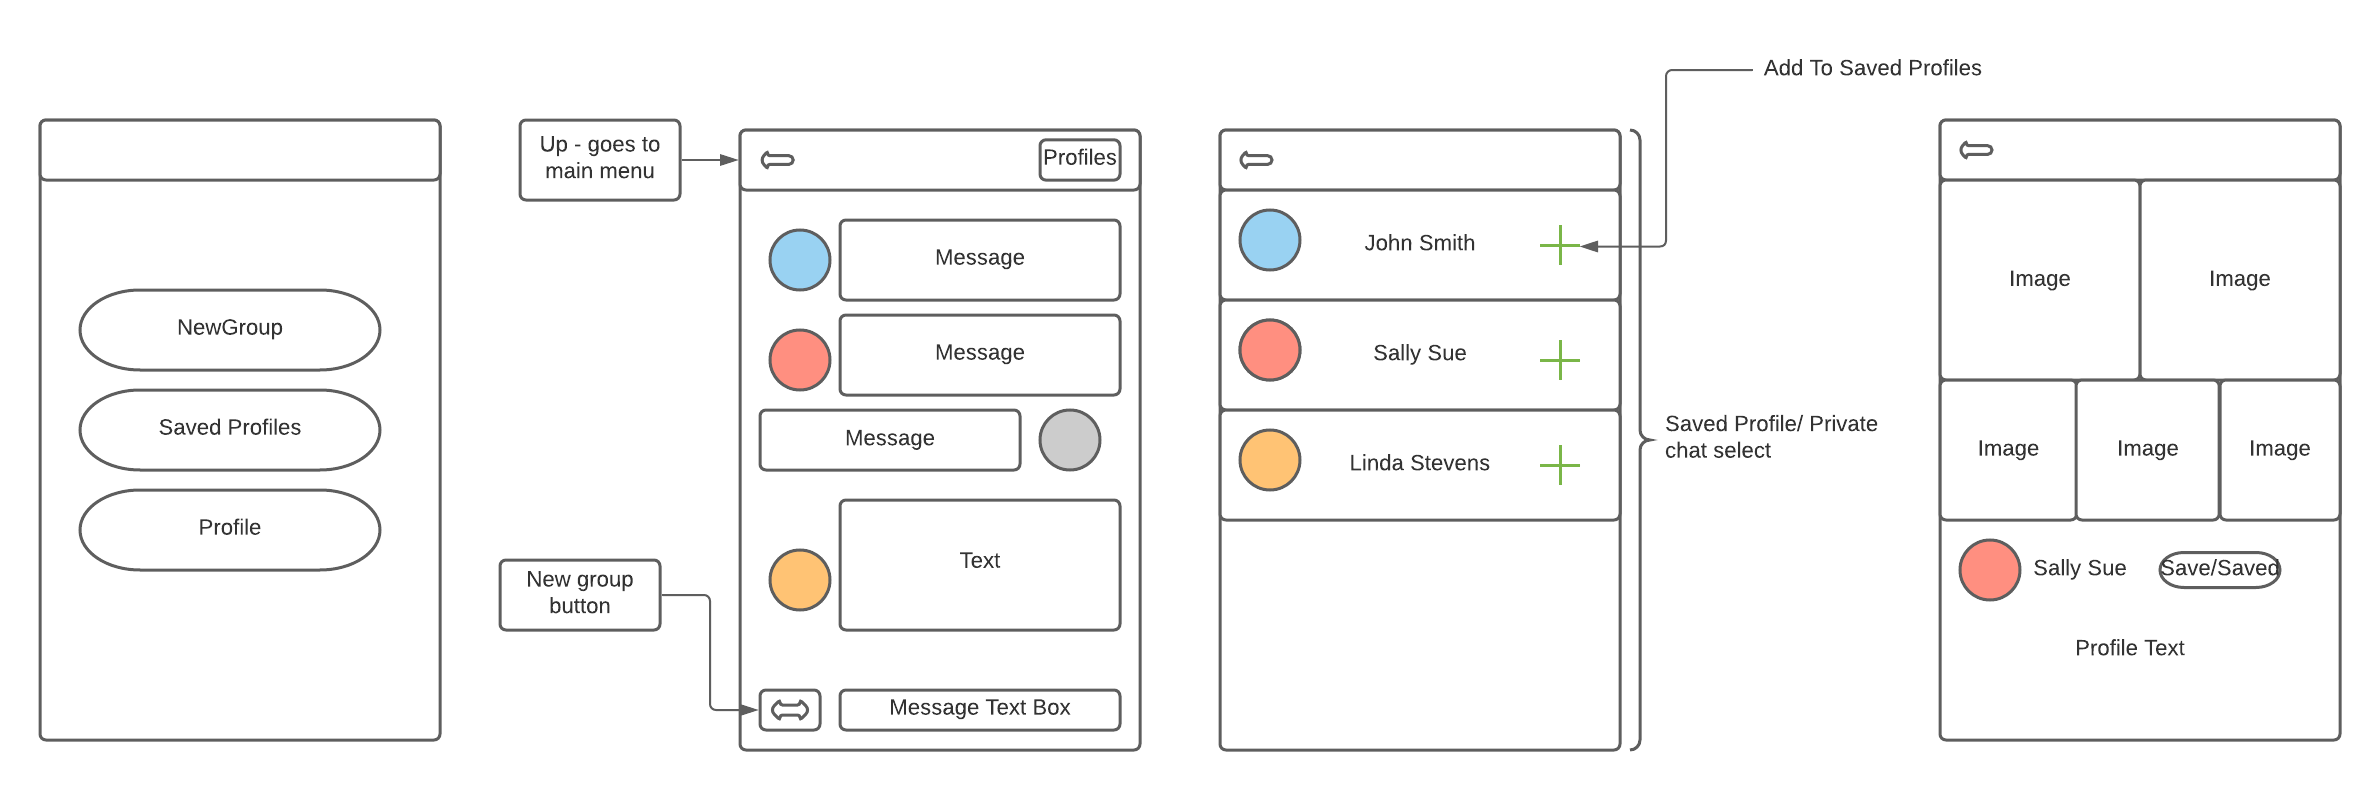 NewGroup
Saved Profiles
Profile
Up - goes to
main menu
New group
button
Profiles
Message
Message
Message
Text
Message Text Box
John Smith
Sally Sue
Linda Stevens
Add To Saved Profiles
Saved Profile/ Private
chat select
Image
Image
Image
Image
Image
Sally Sue
Save/Saved
Profile Text